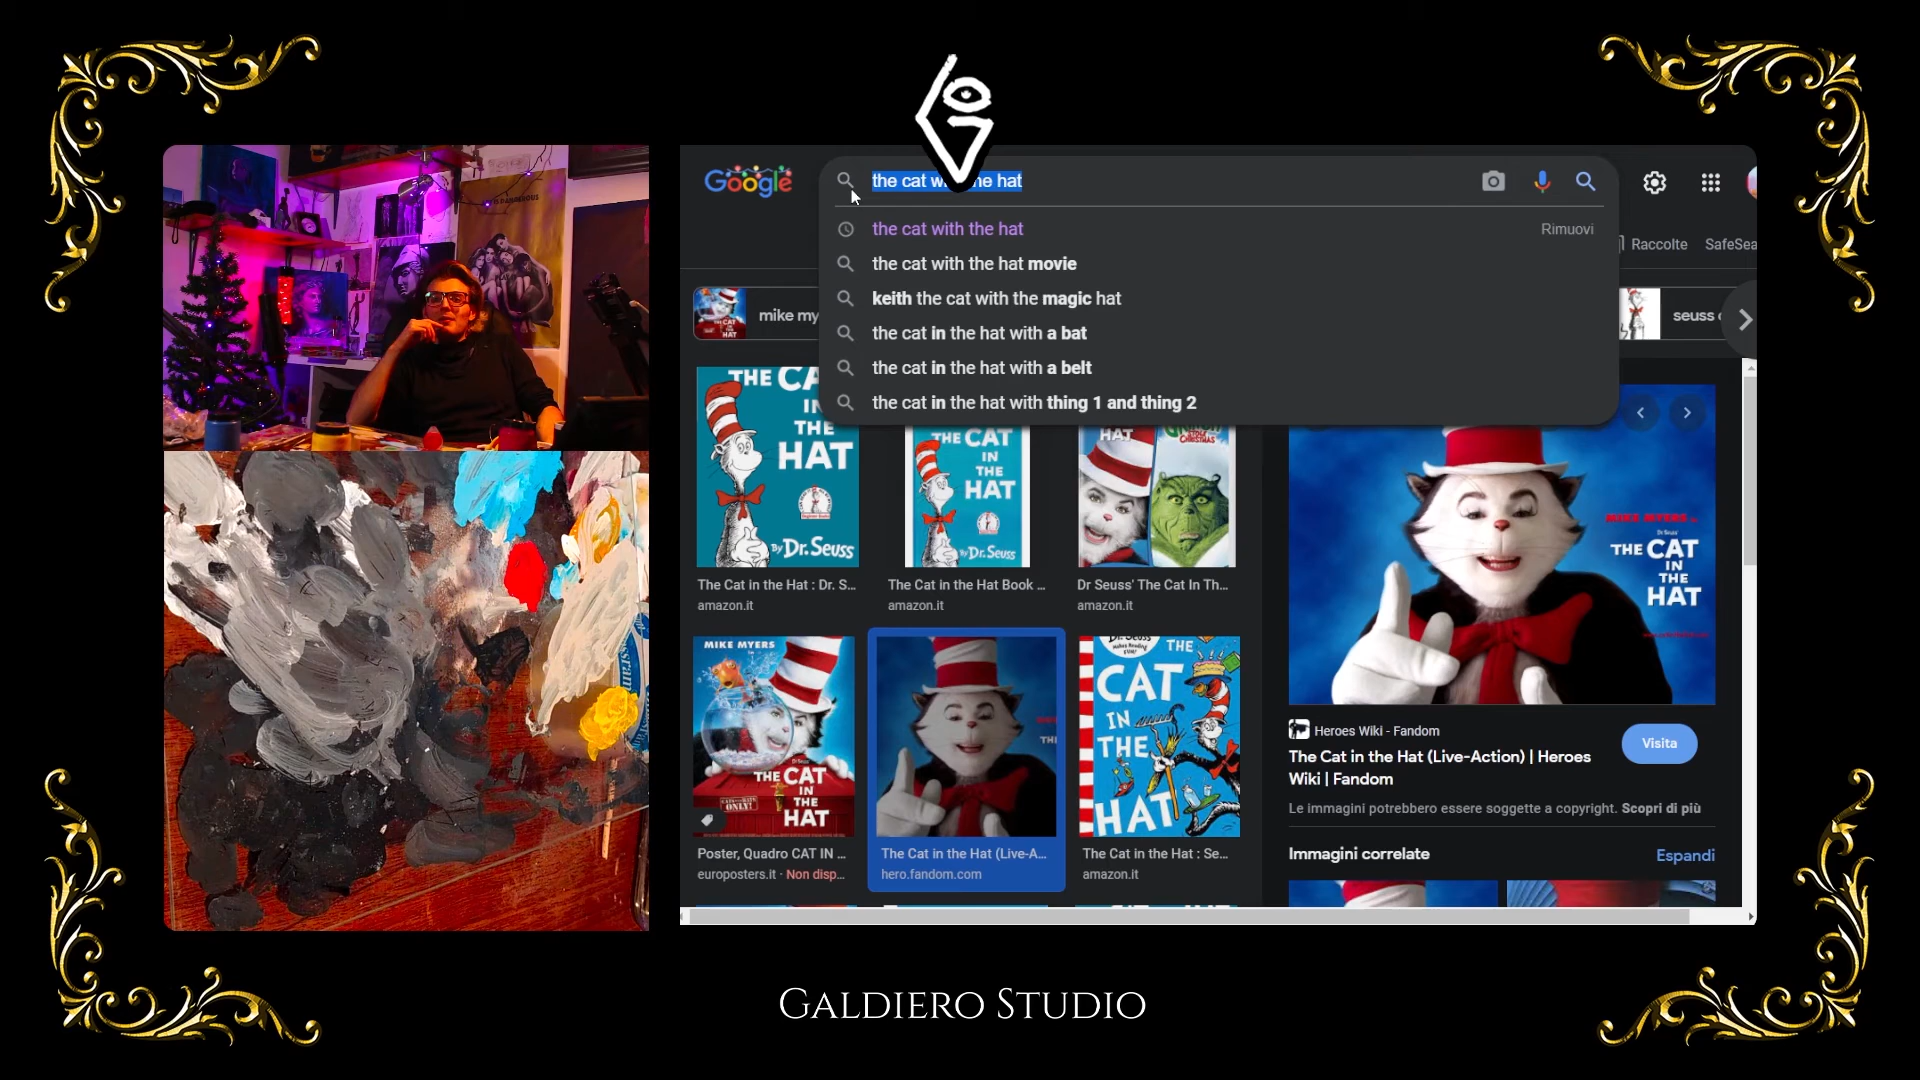 Google
the cat with the hat
the cat with the hat
Rimuovi
the cat with the hat movie
keith the cat with the magic hat
the cat in the hat with a bat
the cat in the hat with a belt
the cat in the hat with thing 1 and thing 2
Raccolte
SafeSea
mike my
seuss
THE CA
IN
THE
HAT
By Dr. Seuss
The Cat in the Hat : Dr. S...
amazon.it
THE CAT
IN
THE
HAT
By Dr. Seuss
The Cat in the Hat Book ...
amazon.it
HAT
CHRISTMAS
Dr Seuss' The Cat In Th...
amazon.it
MIKE MYERS
THE CAT
IN
THE
HAT
Poster, Quadro CAT IN ...
europosters.it · Non disp...
The Cat in the Hat (Live-A...
hero.fandom.com
THE
CAT
IN
THE
HAT
The Cat in the Hat : Se...
amazon.it
MIKE MYERS
THE CAT
IN
THE
HAT
Heroes Wiki - Fandom
The Cat in the Hat (Live-Action) | Heroes
Wiki | Fandom
Visita
Le immagini potrebbero essere soggette a copyright. Scopri di più
Immagini correlate
Espandi
GALDIERO STUDIO